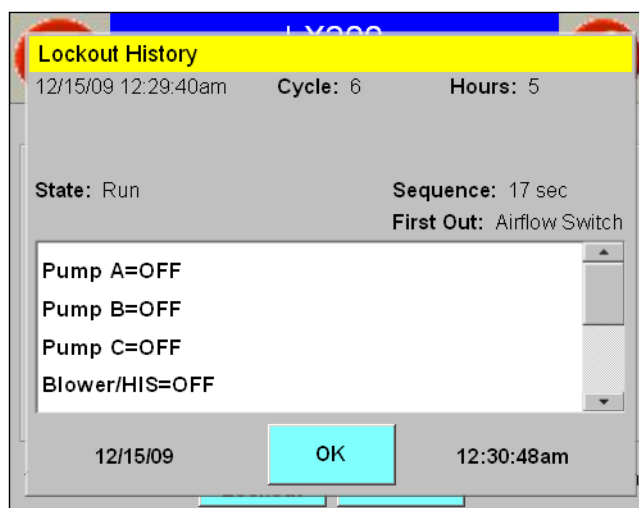 Lockout History
12/15/09 12:29:40am Cycle: 6 Hours: 5
State: Run Sequence: 17 sec
First Out: Airflow Switch
Pump A=OFF
Pump B=OFF
Pump C=OFF
Blower/HIS=OFF
12/15/09 OK 12:30:48am